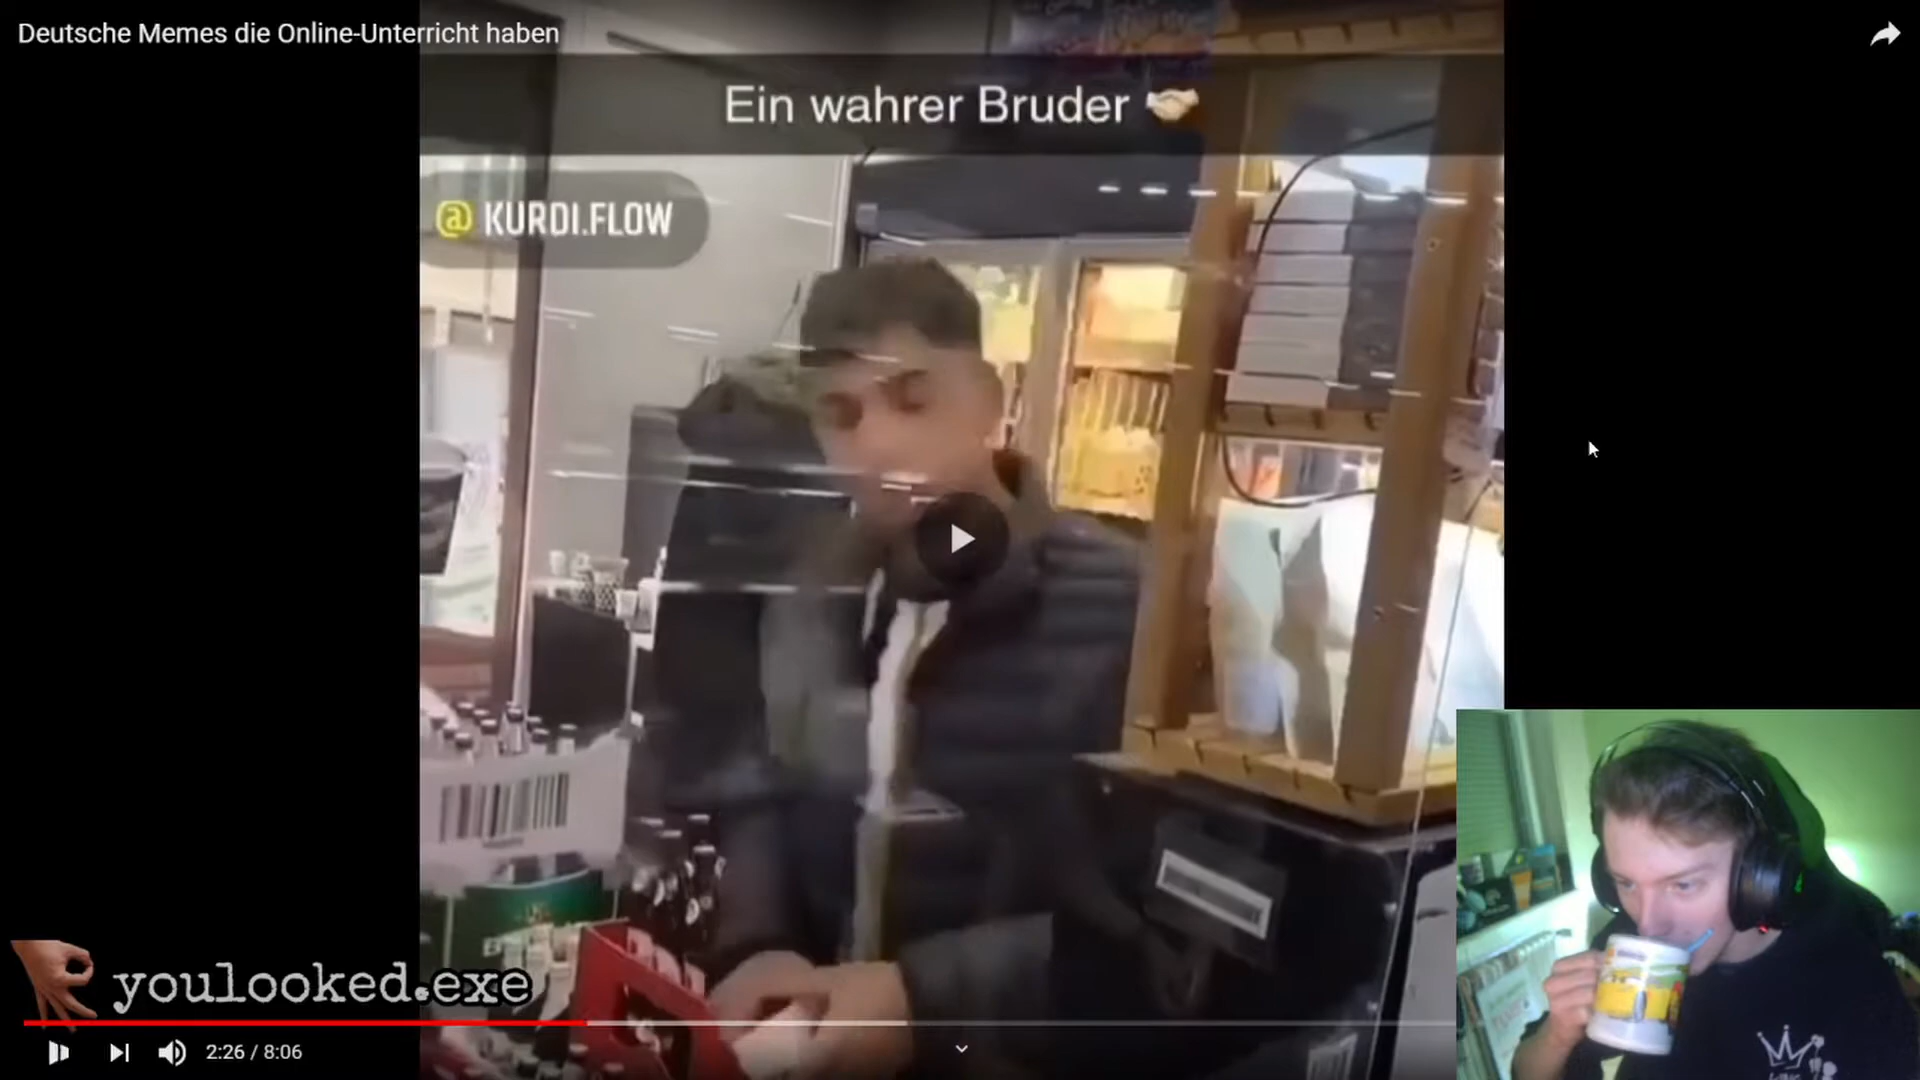 Deutsche Memes die Online-Unterricht haben
Ein wahrer Bruder
@ KURDI.FLOW
youlooked.exe
2:26 / 8:06